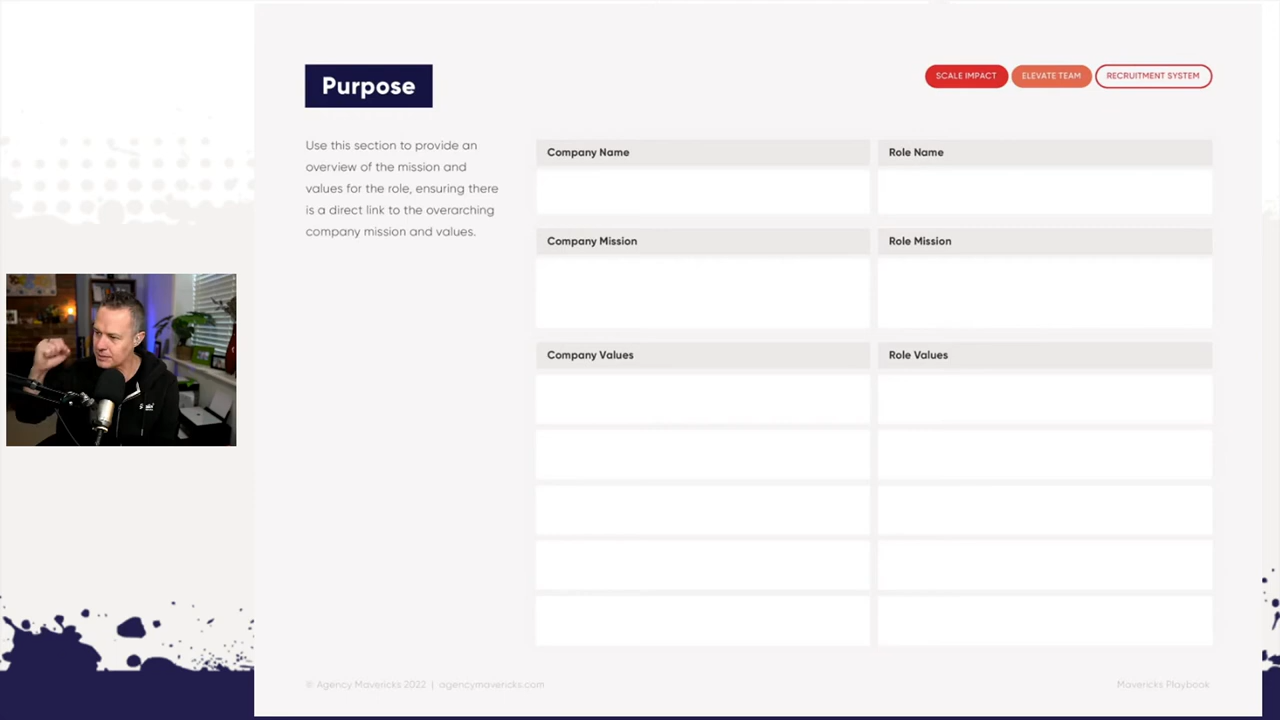 Purpose
SCALE IMPACT
ELEVATE TEAM
RECRUITMENT SYSTEM
Use this section to provide an
overview of the mission and
values for the role, ensuring there
is a direct link to the overarching
company mission and values.
Company Name
Role Name
Company Mission
Role Mission
Company Values
Role Values
© Agency Mavericks 2022 | agencymavericks.com
Mavericks Playbook